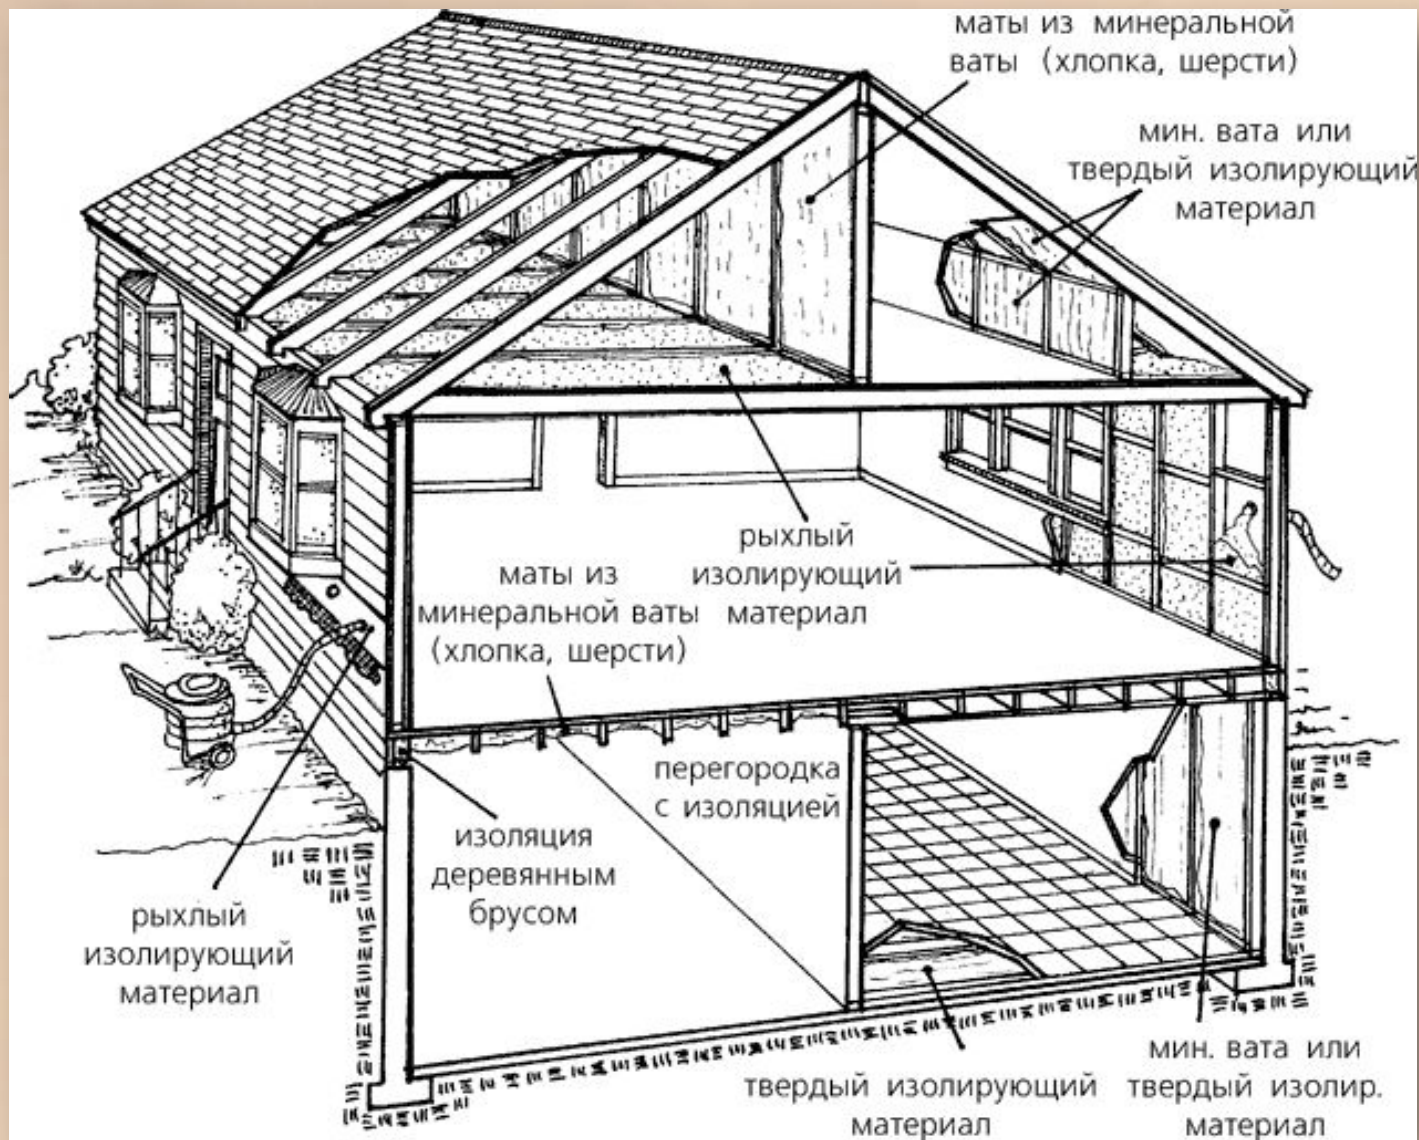 маты из минеральной
ваты (хлопка, шерсти)
мин. вата или
твердый изолирующий
материал
рыхлый
изолирующий
материал
маты из
минеральной ваты
(хлопка, шерсти)
перегородка
с изоляцией
изоляция
деревянным
брусом
рыхлый
изолирующий
материал
твердый изолирующий
материал
мин. вата или
твердый изолир.
материал